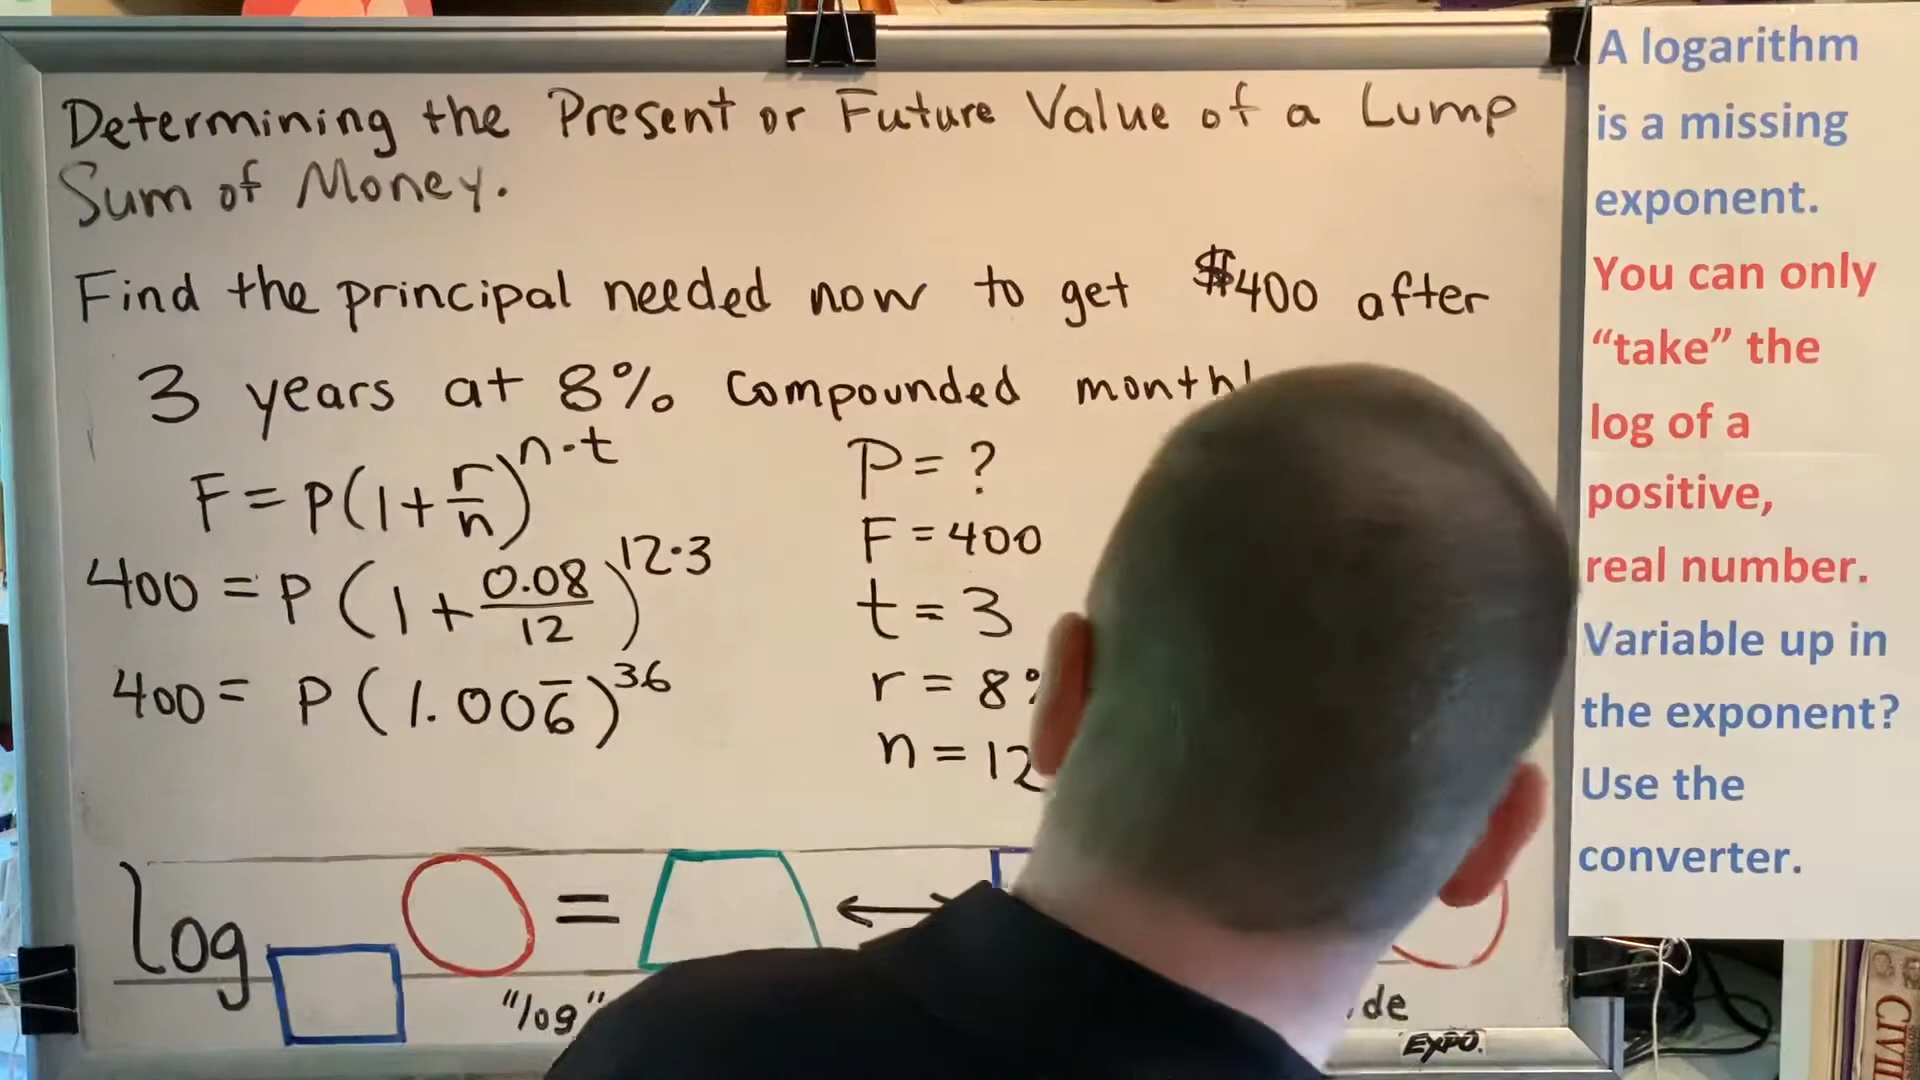 Determining the Present or Future Value of a Lump
Sum of Money.
Find the principal needed now to get $400 after
3 years at 8% compounded monthl
F = P(1 + r/n)^n·t
400 = P(1 + 0.08/12)^12·3
400 = P(1.006̅)^36
P = ?
F = 400
t = 3
r = 8%
n = 12
log =
"log"
de
EXPO.
A logarithm
is a missing
exponent.
You can only
“take” the
log of a
positive,
real number.
Variable up in
the exponent?
Use the
converter.
CIVI